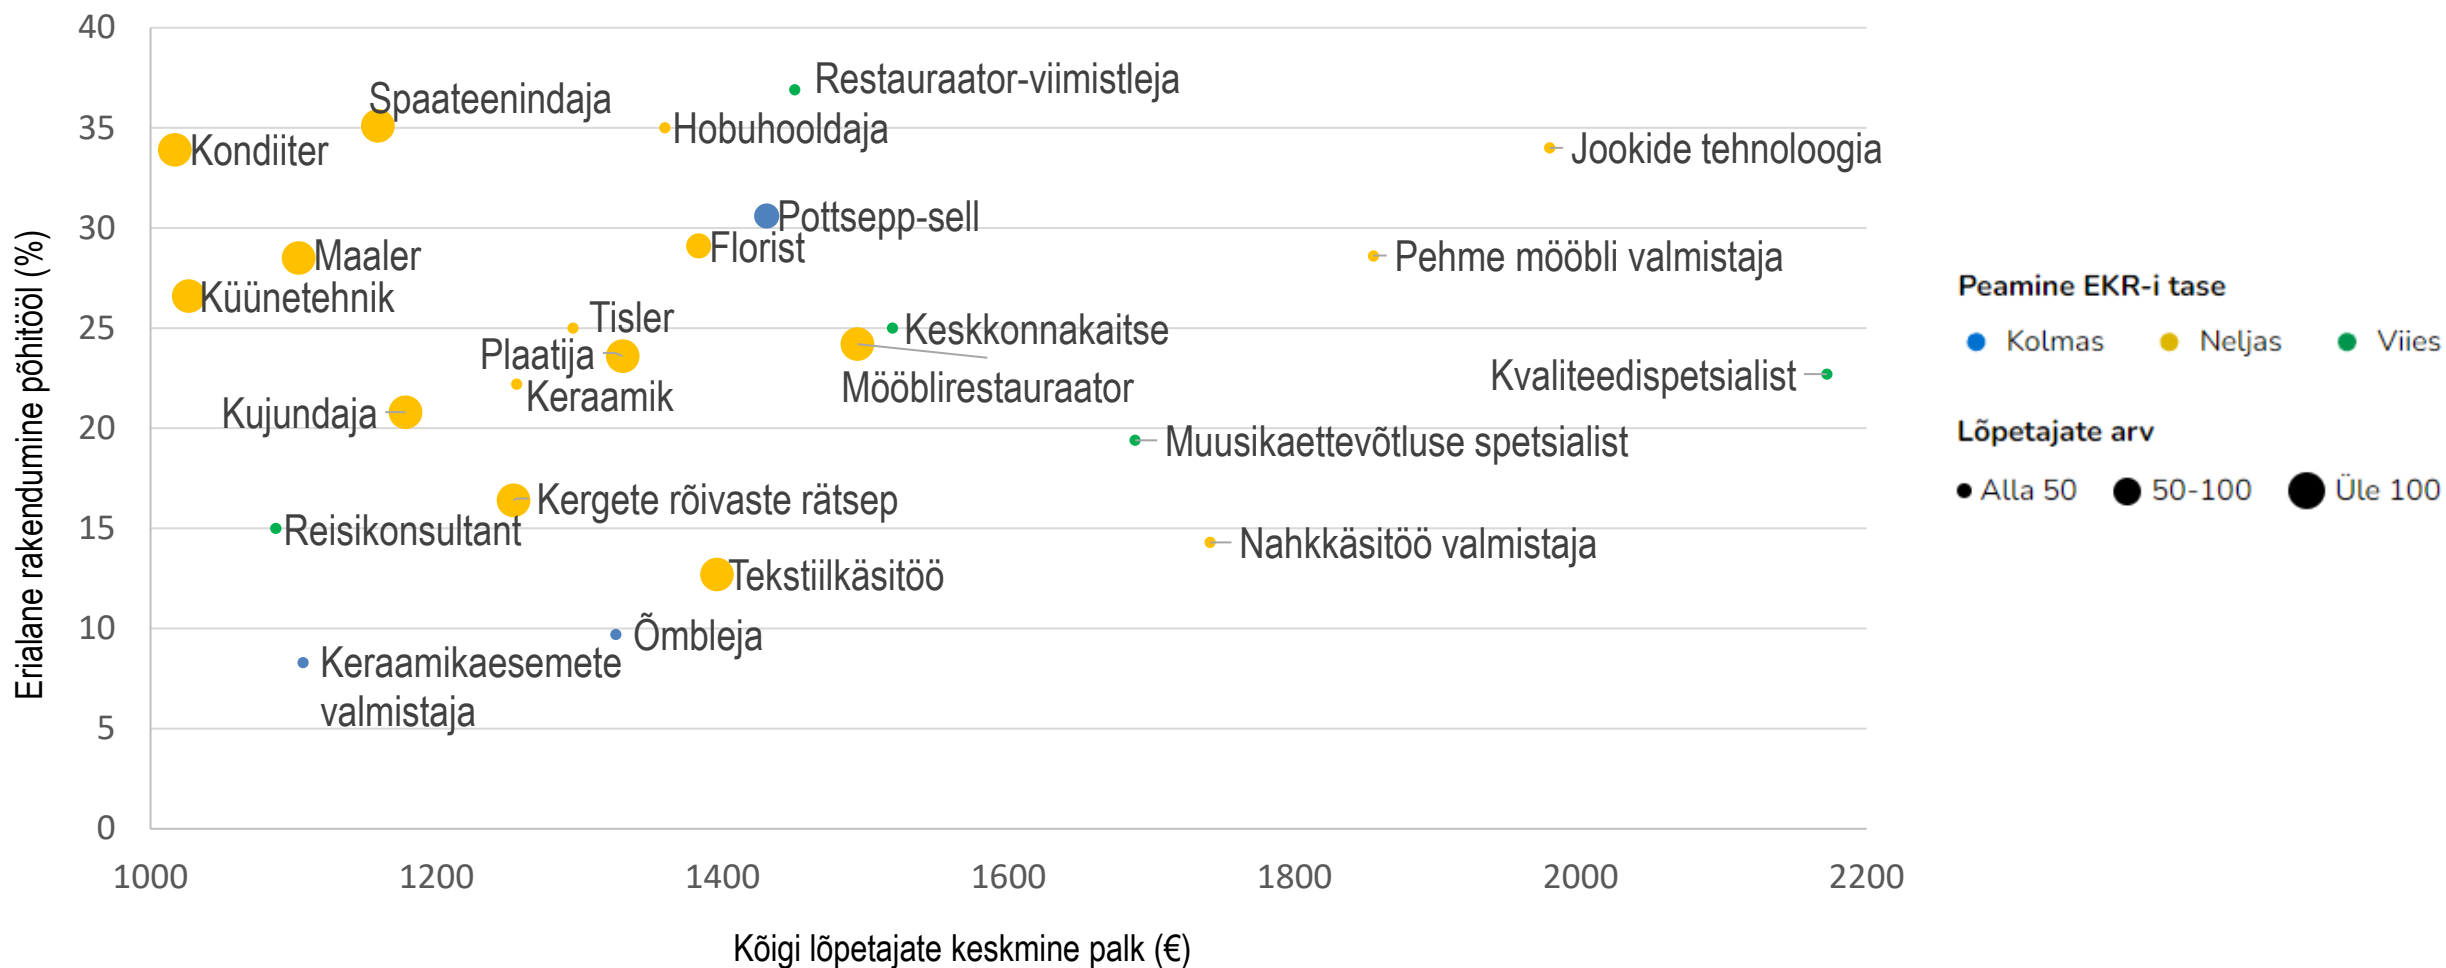 40
35
30
25
20
15
10
5
0
Erialane rakendumine põhitööl (%)
Restauraator-viimistleja
Spaateenindaja
Hobuhooldaja
Kondiiter
Jookide tehnoloogia
Pottsepp-sell
Florist
Maaler
Pehme mööbli valmistaja
Küünetehnik
Tisler
Keskkonnakaitse
Plaatija
Mööblirestauraator
Kvaliteedispetsialist
Keraamik
Kujundaja
Muusikaettevõtluse spetsialist
Kergete rõivaste rätsep
Reisikonsultant
Nahkkäsitöö valmistaja
Tekstiilkäsitöö
Õmbleja
Keraamikaesemete
valmistaja
1000 1200 1400 1600 1800 2000 2200
Kõigi lõpetajate keskmine palk (€)
Peamine EKR-i tase
Kolmas Neljas Viies
Lõpetajate arv
Alla 50 50-100 Üle 100